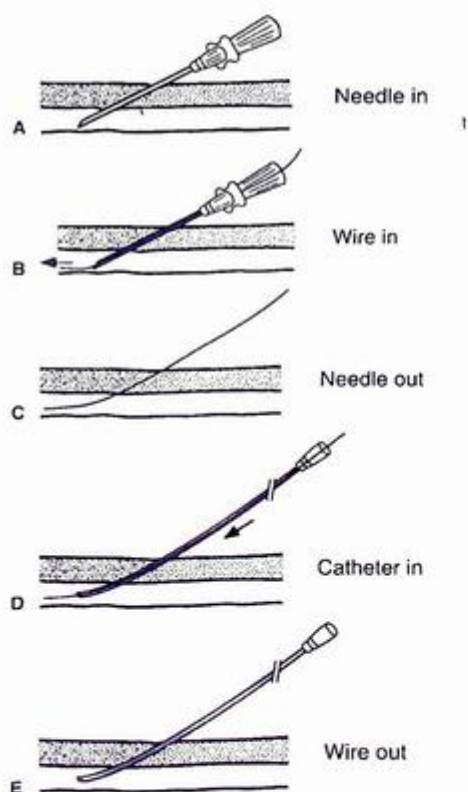 Needle in
A
Wire in
B
Needle out
C
Catheter in
D
Wire out
E